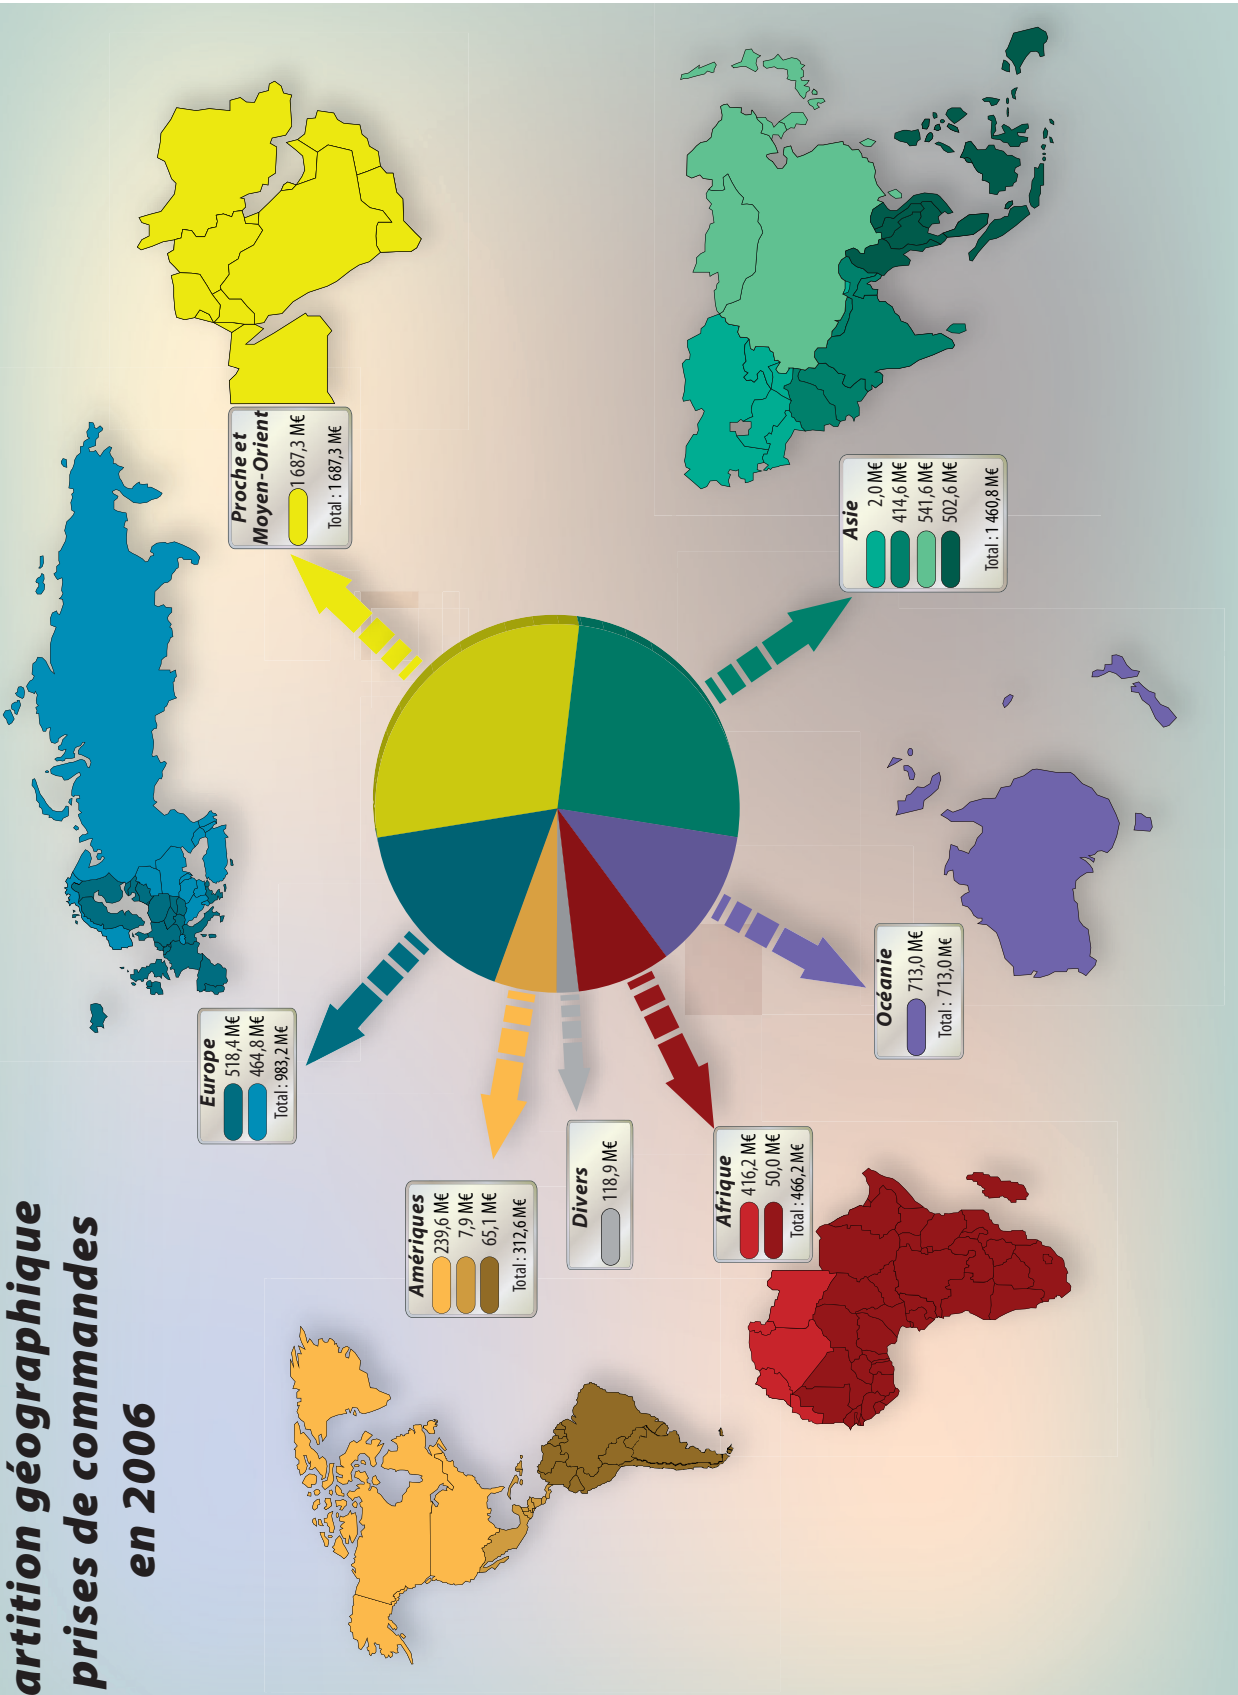 artition géographique
prises de commandes
en 2006
Europe
518,4 M€
464,8 M€
Total : 983,2 M€
Proche et
Moyen-Orient
1 687,3 M€
Total : 1 687,3 M€
Amériques
239,6 M€
7,9 M€
65,1 M€
Total : 312,6 M€
Divers
118,9 M€
Afrique
416,2 M€
50,0 M€
Total : 466,2 M€
Océanie
713,0 M€
Total : 713,0 M€
Asie
2,0 M€
414,6 M€
541,6 M€
502,6 M€
Total : 1 460,8 M€